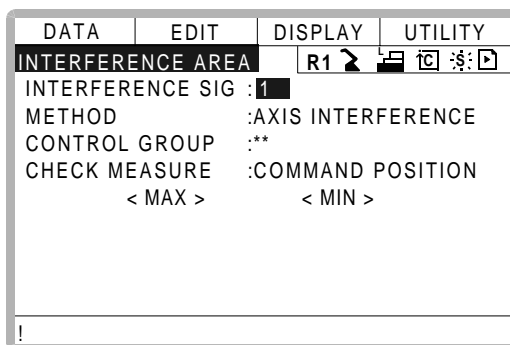 DATA EDIT DISPLAY UTILITY
INTERFERENCE AREA R1 L TC S
INTERFERENCE SIG :1
METHOD :AXIS INTERFERENCE
CONTROL GROUP :**
CHECK MEASURE :COMMAND POSITION
< MAX > < MIN >
!